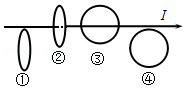 I
① ② ③ ④